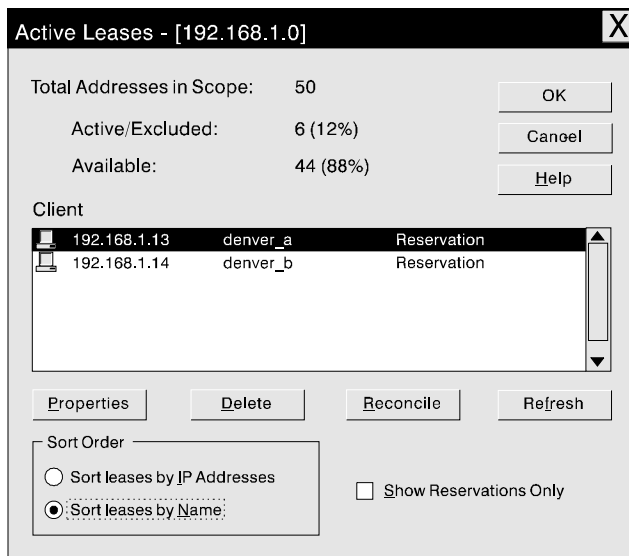 Active Leases - [192.168.1.0]
X
Total Addresses in Scope: 50
Active/Excluded: 6 (12%)
Available: 44 (88%)
OK
Cancel
Help
Client
192.168.1.13 denver_a Reservation
192.168.1.14 denver_b Reservation
Properties Delete Reconcile Refresh
Sort Order
Sort leases by IP Addresses
Sort leases by Name
Show Reservations Only